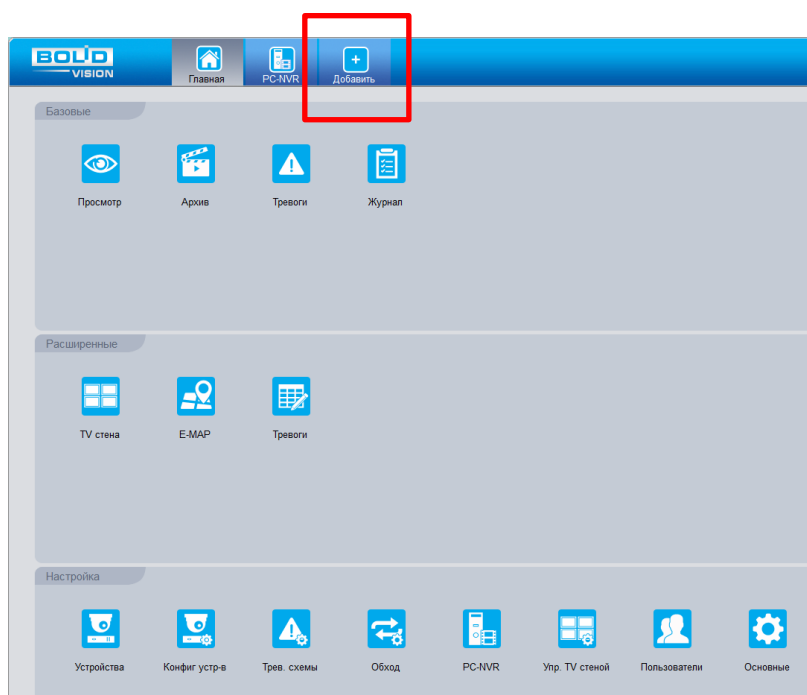 BOLID
VISION
Главная
PC-NVR
Добавить
Базовые
Просмотр
Архив
Тревоги
Журнал
Расширенные
TV стена
E-MAP
Тревоги
Настройка
Устройства
Конфиг устр-в
Трев. схемы
Обход
PC-NVR
Упр. TV стеной
Пользователи
Основные